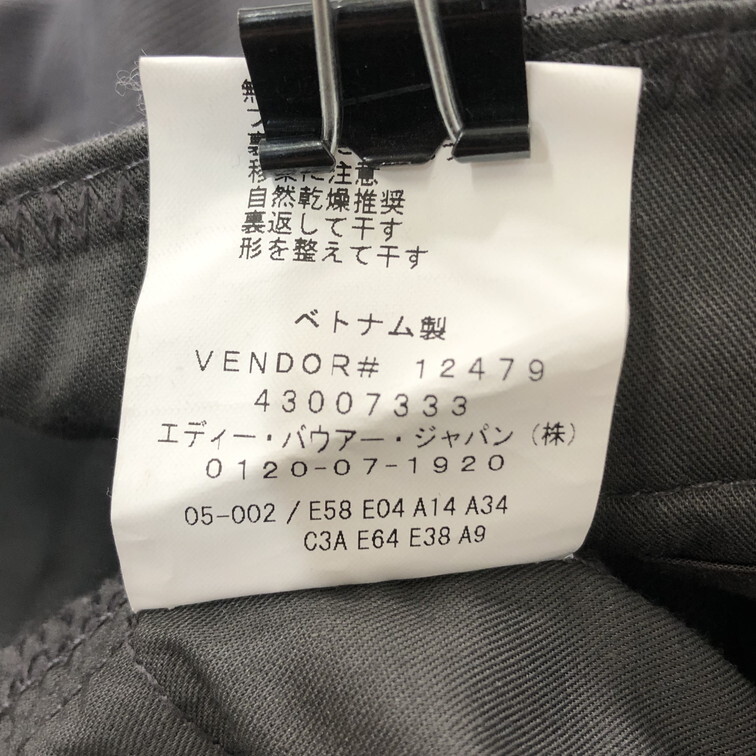 無
に注意
自然乾燥推奨
裏返して干す
形を整えて干す
ベトナム製
VENDOR# 12479
43007333
エディー・バウアー・ジャパン（株）
0120-07-1920
05-002 / E58 E04 A14 A34
C3A E64 E38 A9